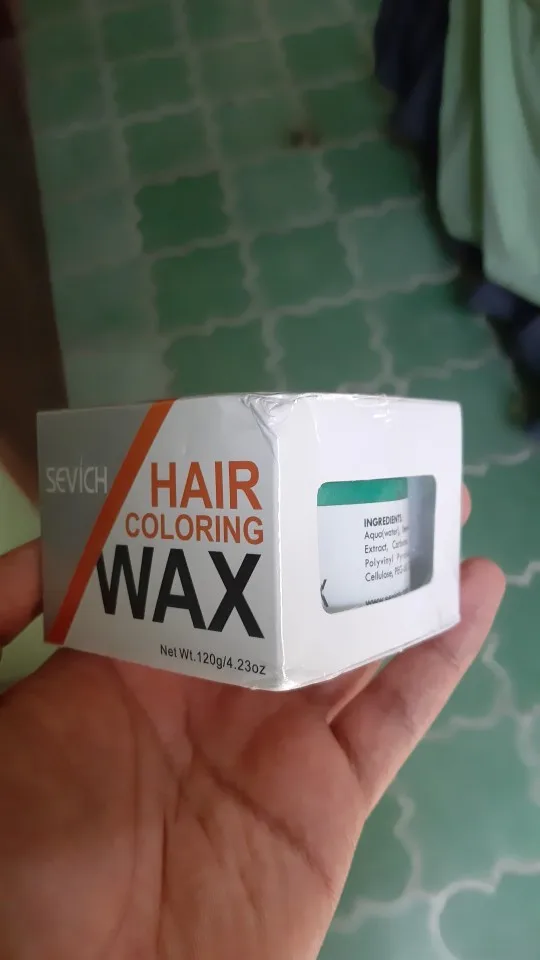 SEVICH
HAIR
COLORING
WAX
Net Wt.120g/4.23oz
INGREDIENTS
Aqua(water),
Extract,
Polyvinyl
Cellulose,